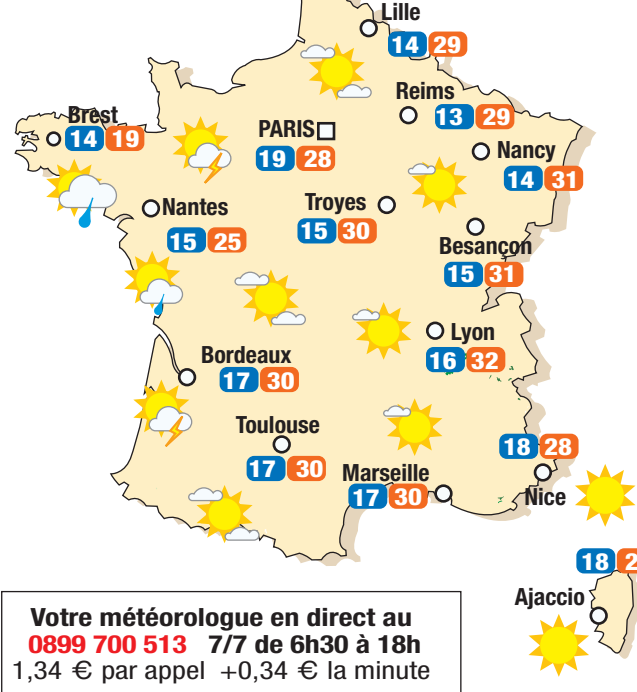 Lille
14 29
Reims
13 29
Brest
14 19
PARIS
19 28
Nancy
14 31
Nantes
15 25
Troyes
15 30
Besançon
15 31
Lyon
16 32
Bordeaux
17 30
Toulouse
17 30
Marseille
17 30
18 28
Nice
18
Ajaccio
Votre météorologue en direct au
0899 700 513 7/7 de 6h30 à 18h
1,34 € par appel +0,34 € la minute